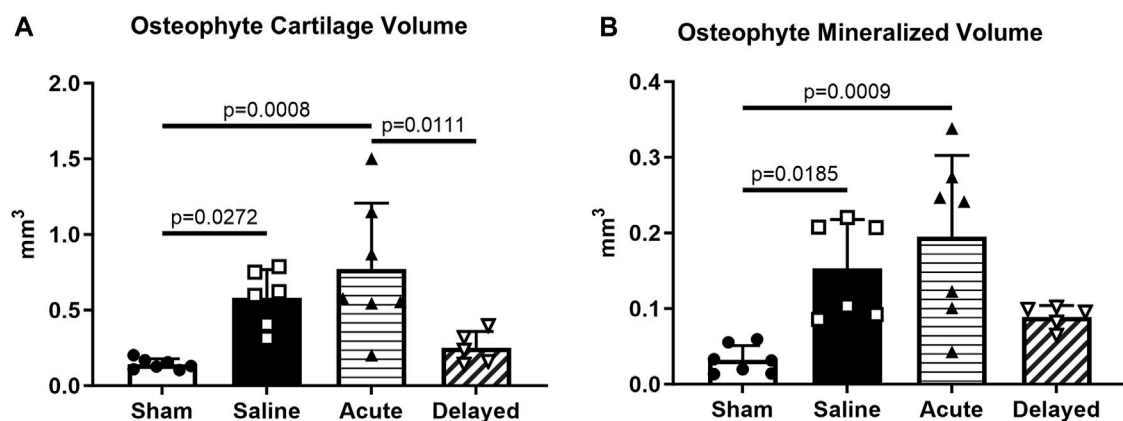 A
Osteophyte Cartilage Volume
2.0
1.5
1.0
0.5
0.0
mm³
p=0.0008
p=0.0111
p=0.0272
Sham Saline Acute Delayed
B
Osteophyte Mineralized Volume
0.4
0.3
0.2
0.1
0.0
mm³
p=0.0009
p=0.0185
Sham Saline Acute Delayed